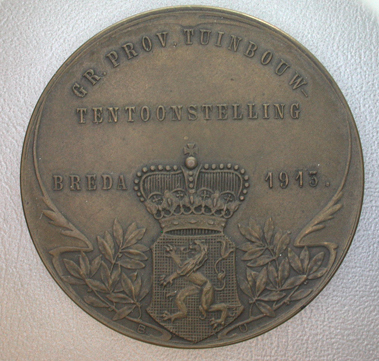 GR. PROV. TUINBOUW-
TENTOONSTELLING
BREDA 1913.